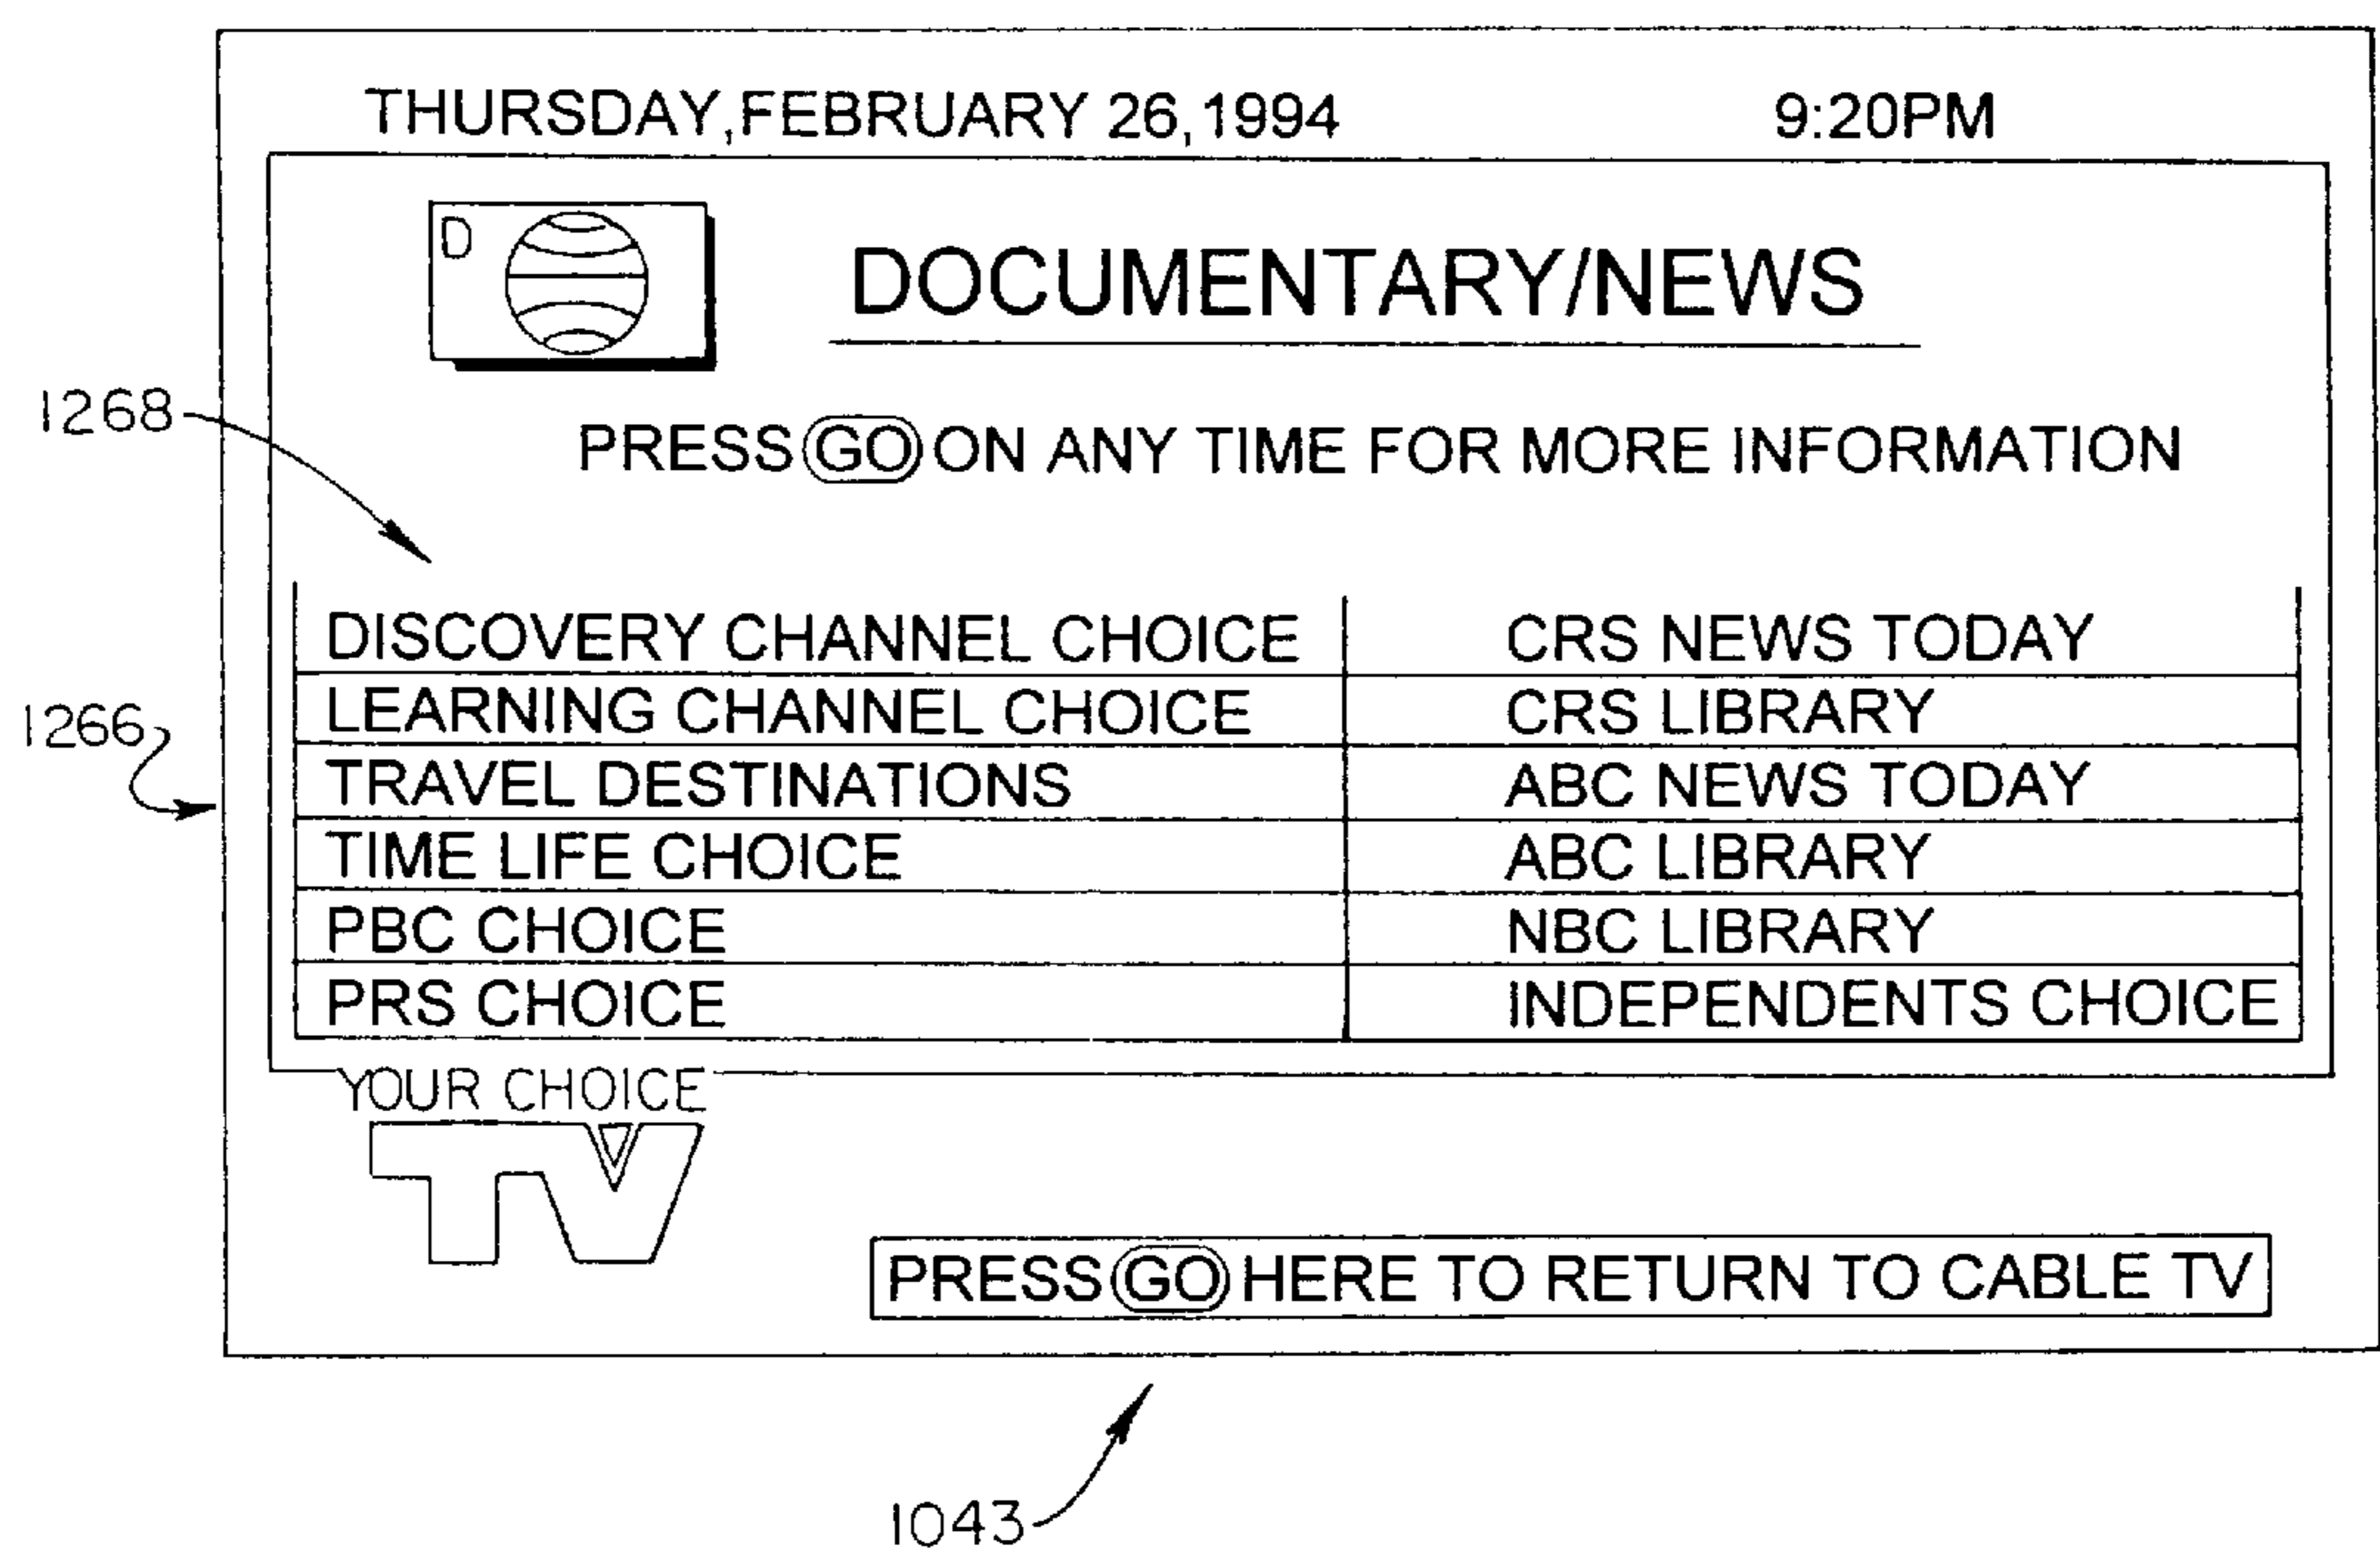 THURSDAY,FEBRUARY 26,1994 9:20PM
D
DOCUMENTARY/NEWS
1268
PRESS GO ON ANY TIME FOR MORE INFORMATION
DISCOVERY CHANNEL CHOICE CRS NEWS TODAY
LEARNING CHANNEL CHOICE CRS LIBRARY
1266
TRAVEL DESTINATIONS ABC NEWS TODAY
TIME LIFE CHOICE ABC LIBRARY
PBC CHOICE NBC LIBRARY
PRS CHOICE INDEPENDENTS CHOICE
YOUR CHOICE
TV
PRESS GO HERE TO RETURN TO CABLE TV
1043